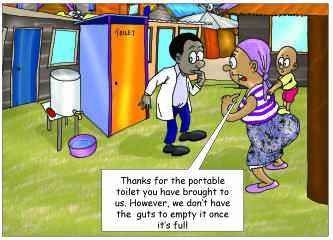 TOILET
Thanks for the portable
toilet you have brought to
us. However, we don't have
the guts to empty it once
it's full